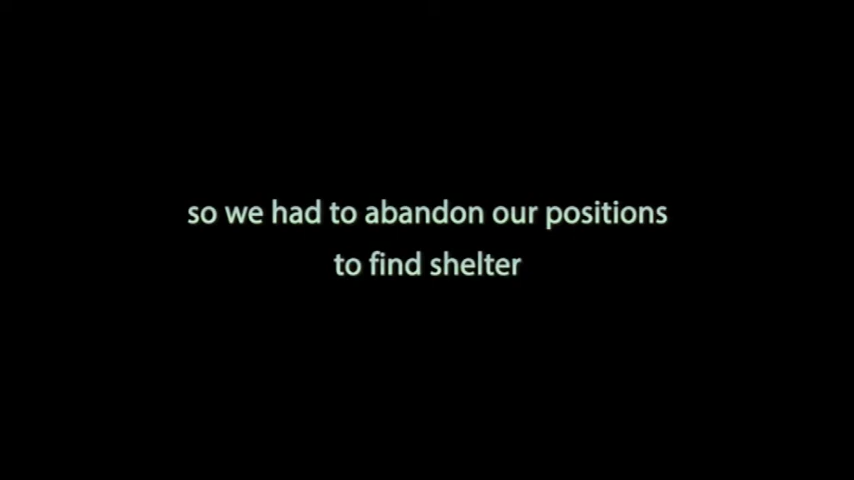 so we had to abandon our positions
to find shelter